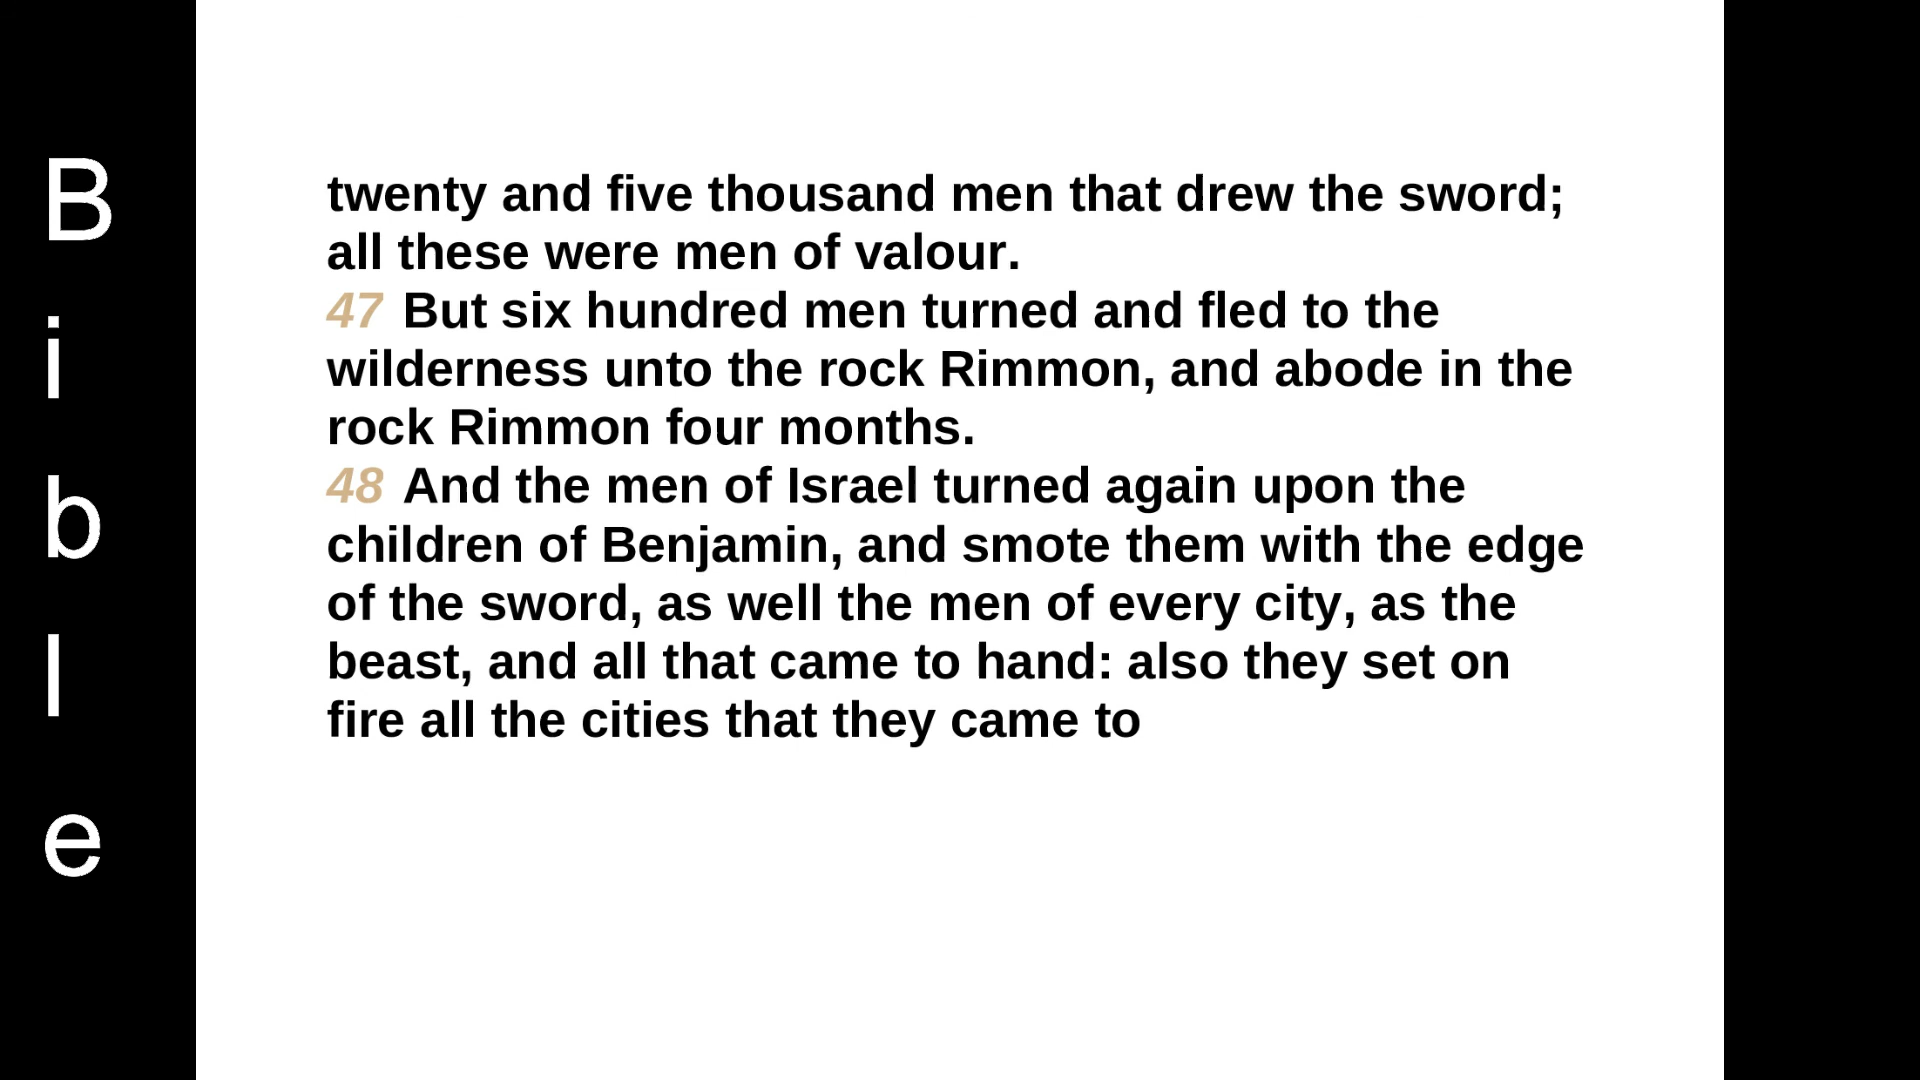 Bible
twenty and five thousand men that drew the sword;
all these were men of valour.
47 But six hundred men turned and fled to the
wilderness unto the rock Rimmon, and abode in the
rock Rimmon four months.
48 And the men of Israel turned again upon the
children of Benjamin, and smote them with the edge
of the sword, as well the men of every city, as the
beast, and all that came to hand: also they set on
fire all the cities that they came to